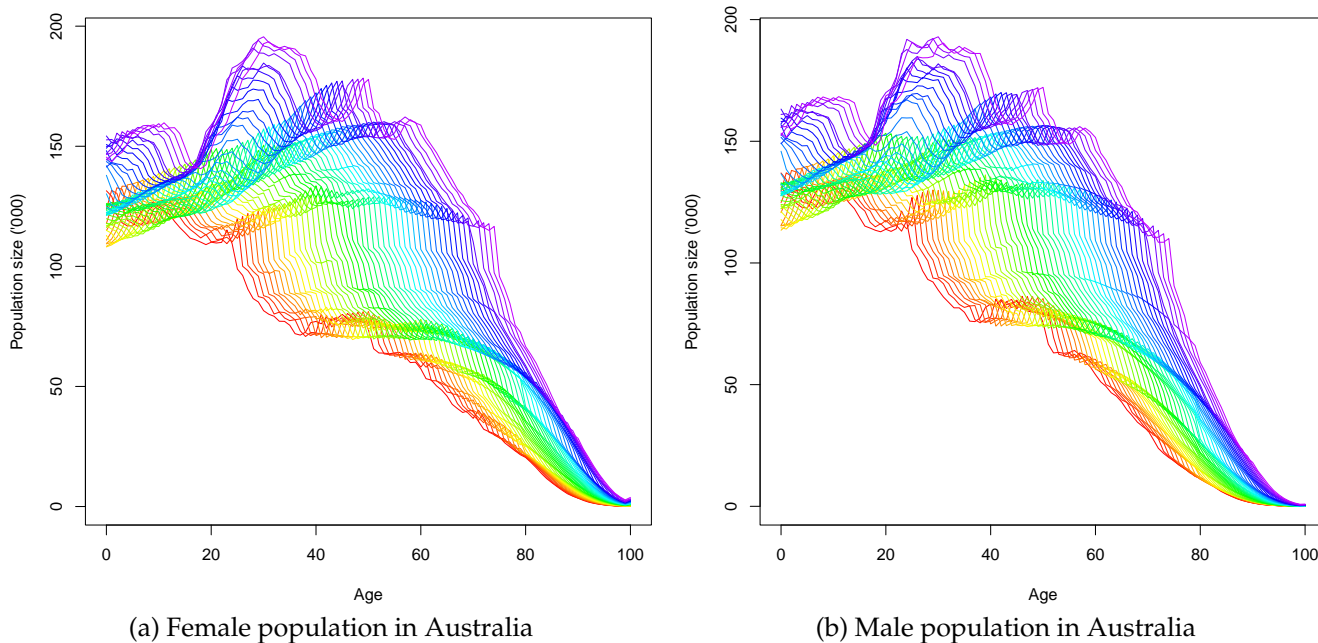 200
150
100
50
0
Population size ('000)
0 20 40 60 80 100
Age
(a) Female population in Australia
200
150
100
50
0
Population size ('000)
0 20 40 60 80 100
Age
(b) Male population in Australia